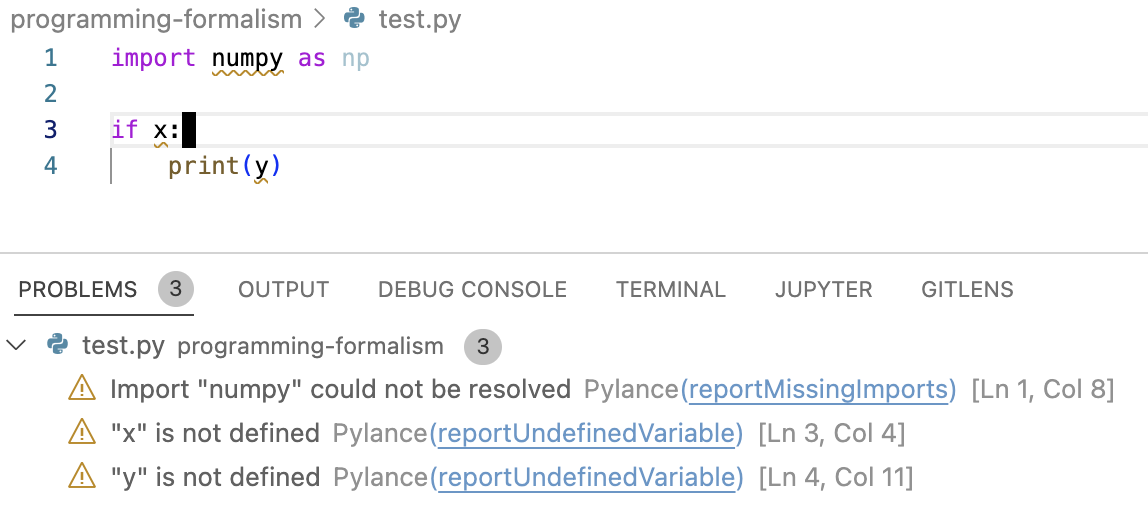 programming-formalism > test.py
1 import numpy as np
2
3 if x:
4     print(y)
PROBLEMS 3 OUTPUT DEBUG CONSOLE TERMINAL JUPYTER GITLENS
test.py programming-formalism 3
Import "numpy" could not be resolved Pylance(reportMissingImports) [Ln 1, Col 8]
"x" is not defined Pylance(reportUndefinedVariable) [Ln 3, Col 4]
"y" is not defined Pylance(reportUndefinedVariable) [Ln 4, Col 11]